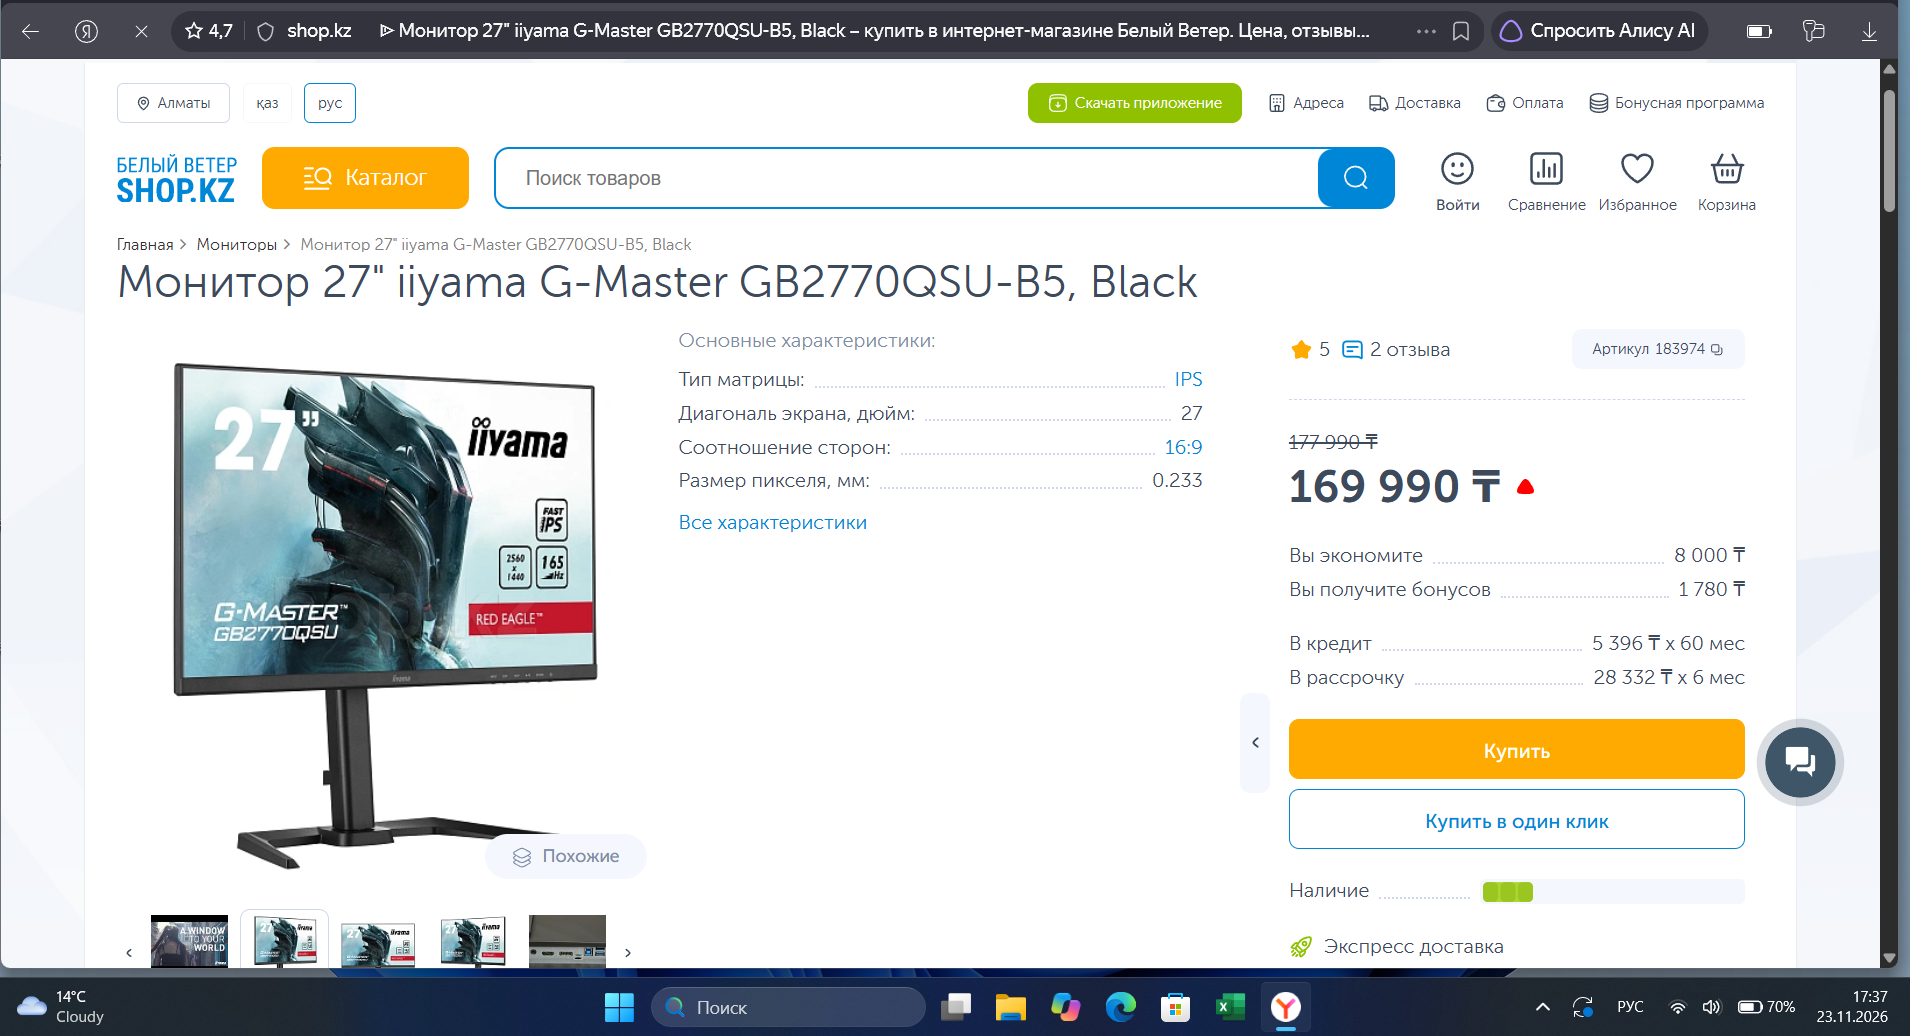 4,7
shop.kz
Монитор 27" iiyama G-Master GB2770QSU-B5, Black – купить в интернет-магазине Белый Ветер. Цена, отзывы...
Спросить Алису AI
Алматы
қаз
рус
Скачать приложение
Адреса
Доставка
Оплата
Бонусная программа
БЕЛЫЙ ВЕТЕР
SHOP.KZ
Каталог
Поиск товаров
Войти
Сравнение
Избранное
Корзина
Главная > Мониторы > Монитор 27" iiyama G-Master GB2770QSU-B5, Black
Монитор 27" iiyama G-Master GB2770QSU-B5, Black
27"
iiyama
FAST IPS
2560 x 1440
165 Hz
G-MASTER™
GB2770QSU
RED EAGLE™
iiyama
Похожие
A WINDOW
TO YOUR
WORLD
Основные характеристики:
Тип матрицы: IPS
Диагональ экрана, дюйм: 27
Соотношение сторон: 16:9
Размер пикселя, мм: 0.233
Все характеристики
5
2 отзыва
Артикул 183974
177 990 ₸
169 990 ₸
Вы экономите 8 000 ₸
Вы получите бонусов 1 780 ₸
В кредит 5 396 ₸ x 60 мес
В рассрочку 28 332 ₸ x 6 мес
Купить
Купить в один клик
Наличие
Экспресс доставка
14°C
Cloudy
Поиск
РУС
70%
17:37
23.11.2026